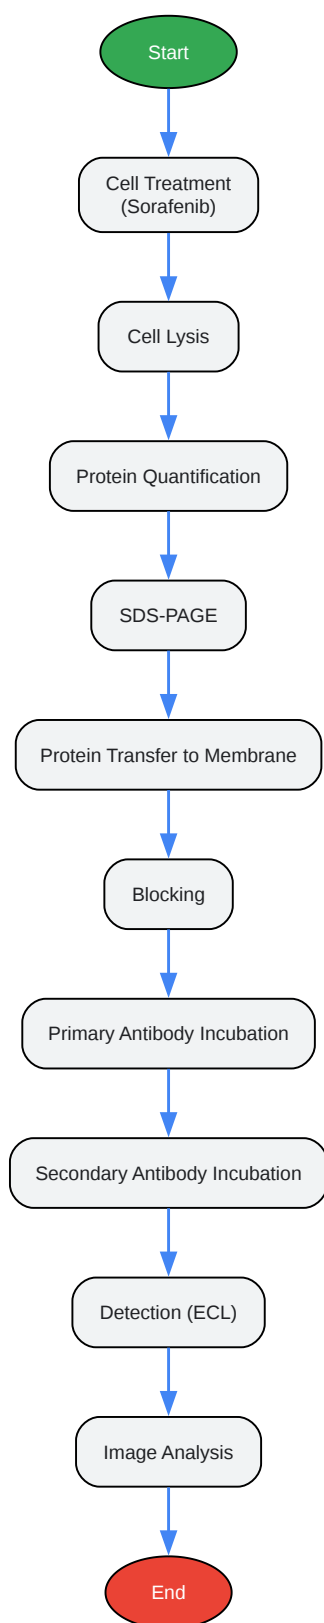 Start
Cell Treatment
(Sorafenib)
Cell Lysis
Protein Quantification
SDS-PAGE
Protein Transfer to Membrane
Blocking
Primary Antibody Incubation
Secondary Antibody Incubation
Detection (ECL)
Image Analysis
End